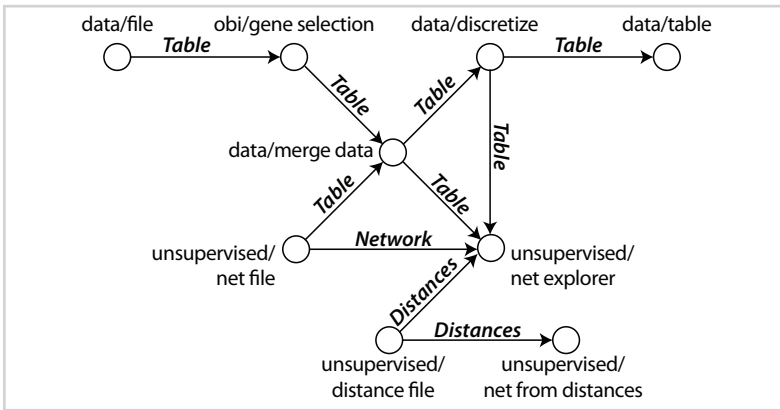 data/file
obi/gene selection
data/discretize
data/table
Table
Table
Table
Table
Table
data/merge data
Table
Table
unsupervised/
net file
Network
unsupervised/
net explorer
Distances
Distances
unsupervised/
distance file
unsupervised/
net from distances